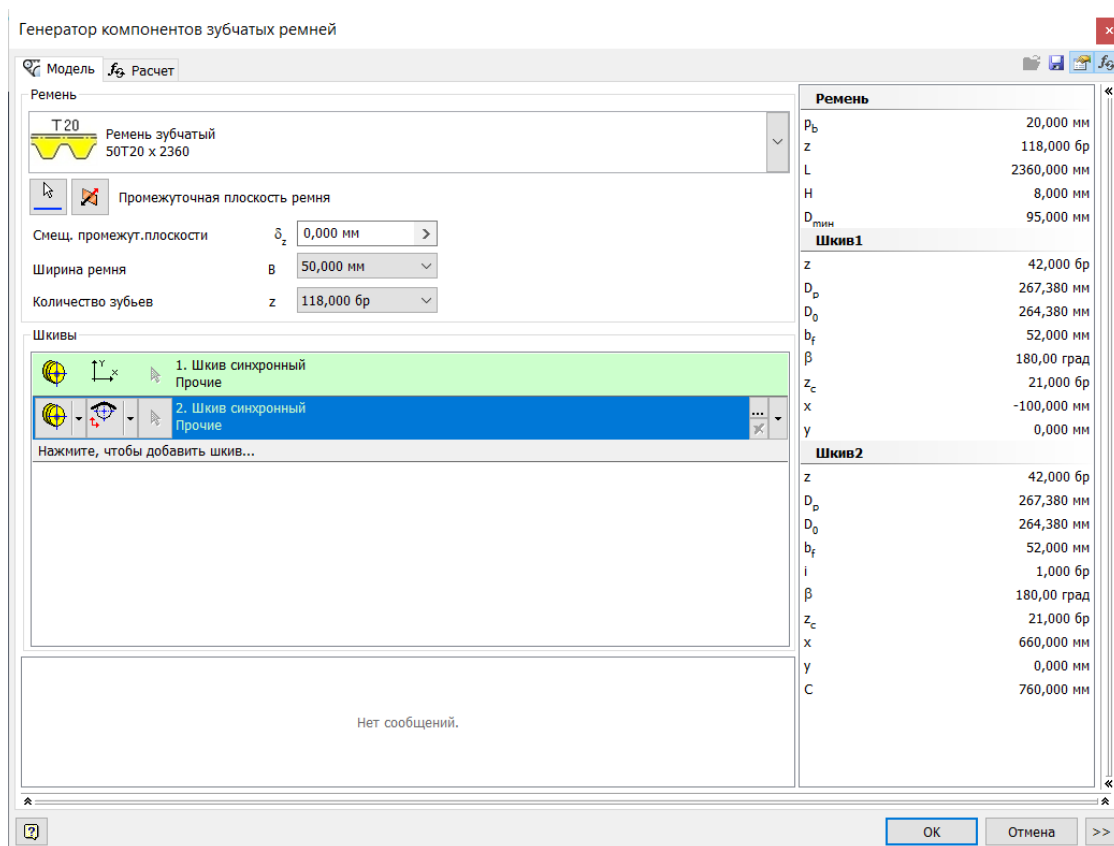 Генератор компонентов зубчатых ремней
Модель
Расчет
Ремень
T 20
Ремень зубчатый
50T20 x 2360
Промежуточная плоскость ремня
Смещ. промежут.плоскости δz 0,000 мм
Ширина ремня B 50,000 мм
Количество зубьев z 118,000 бр
Шкивы
1. Шкив синхронный
Прочие
2. Шкив синхронный
Прочие
Нажмите, чтобы добавить шкив...
Нет сообщений.
Ремень
pb 20,000 мм
z 118,000 бр
L 2360,000 мм
H 8,000 мм
Dмин 95,000 мм
Шкив1
z 42,000 бр
Dp 267,380 мм
D0 264,380 мм
bf 52,000 мм
β 180,00 град
zc 21,000 бр
x -100,000 мм
y 0,000 мм
Шкив2
z 42,000 бр
Dp 267,380 мм
D0 264,380 мм
bf 52,000 мм
i 1,000 бр
β 180,00 град
zc 21,000 бр
x 660,000 мм
y 0,000 мм
C 760,000 мм
OK
Отмена
>>